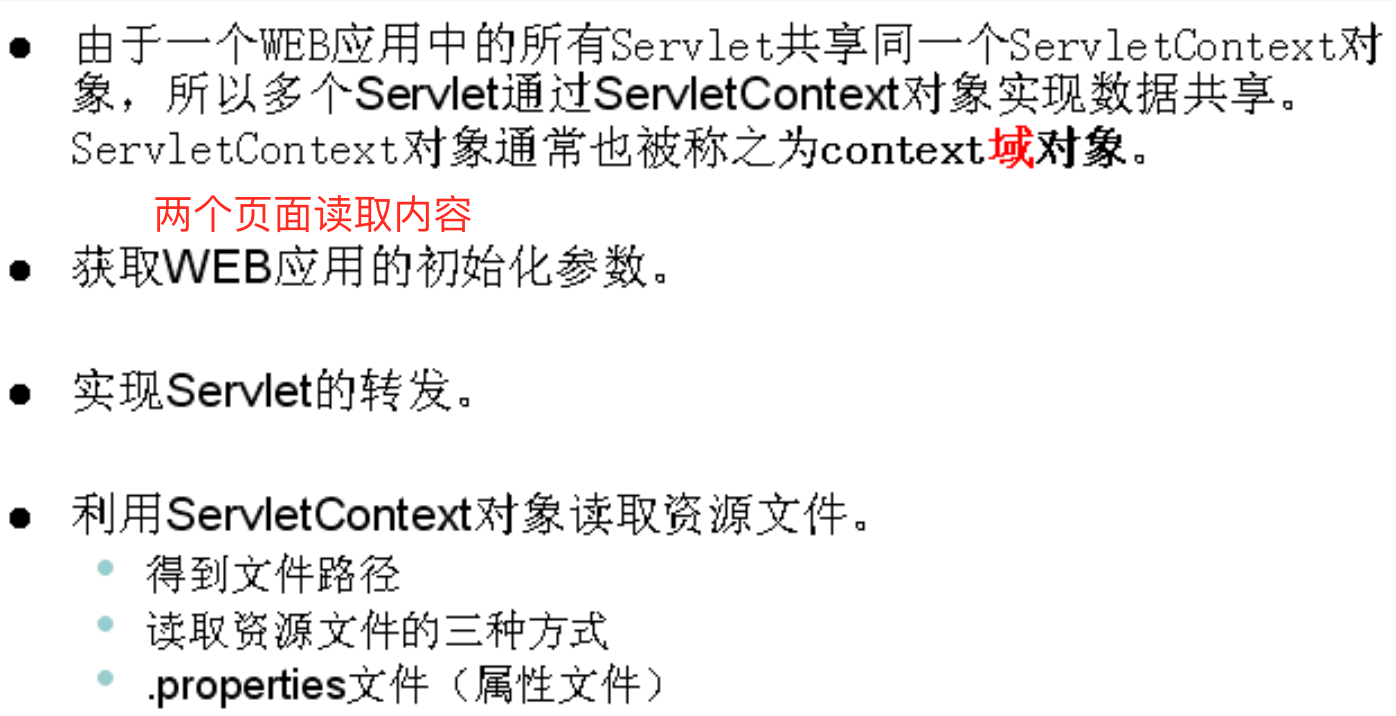 ● 由于一个WEB应用中的所有Servlet共享同一个ServletContext对
象，所以多个Servlet通过ServletContext对象实现数据共享。
ServletContext对象通常也被称之为context域对象。
两个页面读取内容
● 获取WEB应用的初始化参数。
● 实现Servlet的转发。
● 利用ServletContext对象读取资源文件。
• 得到文件路径
• 读取资源文件的三种方式
• .properties文件（属性文件）